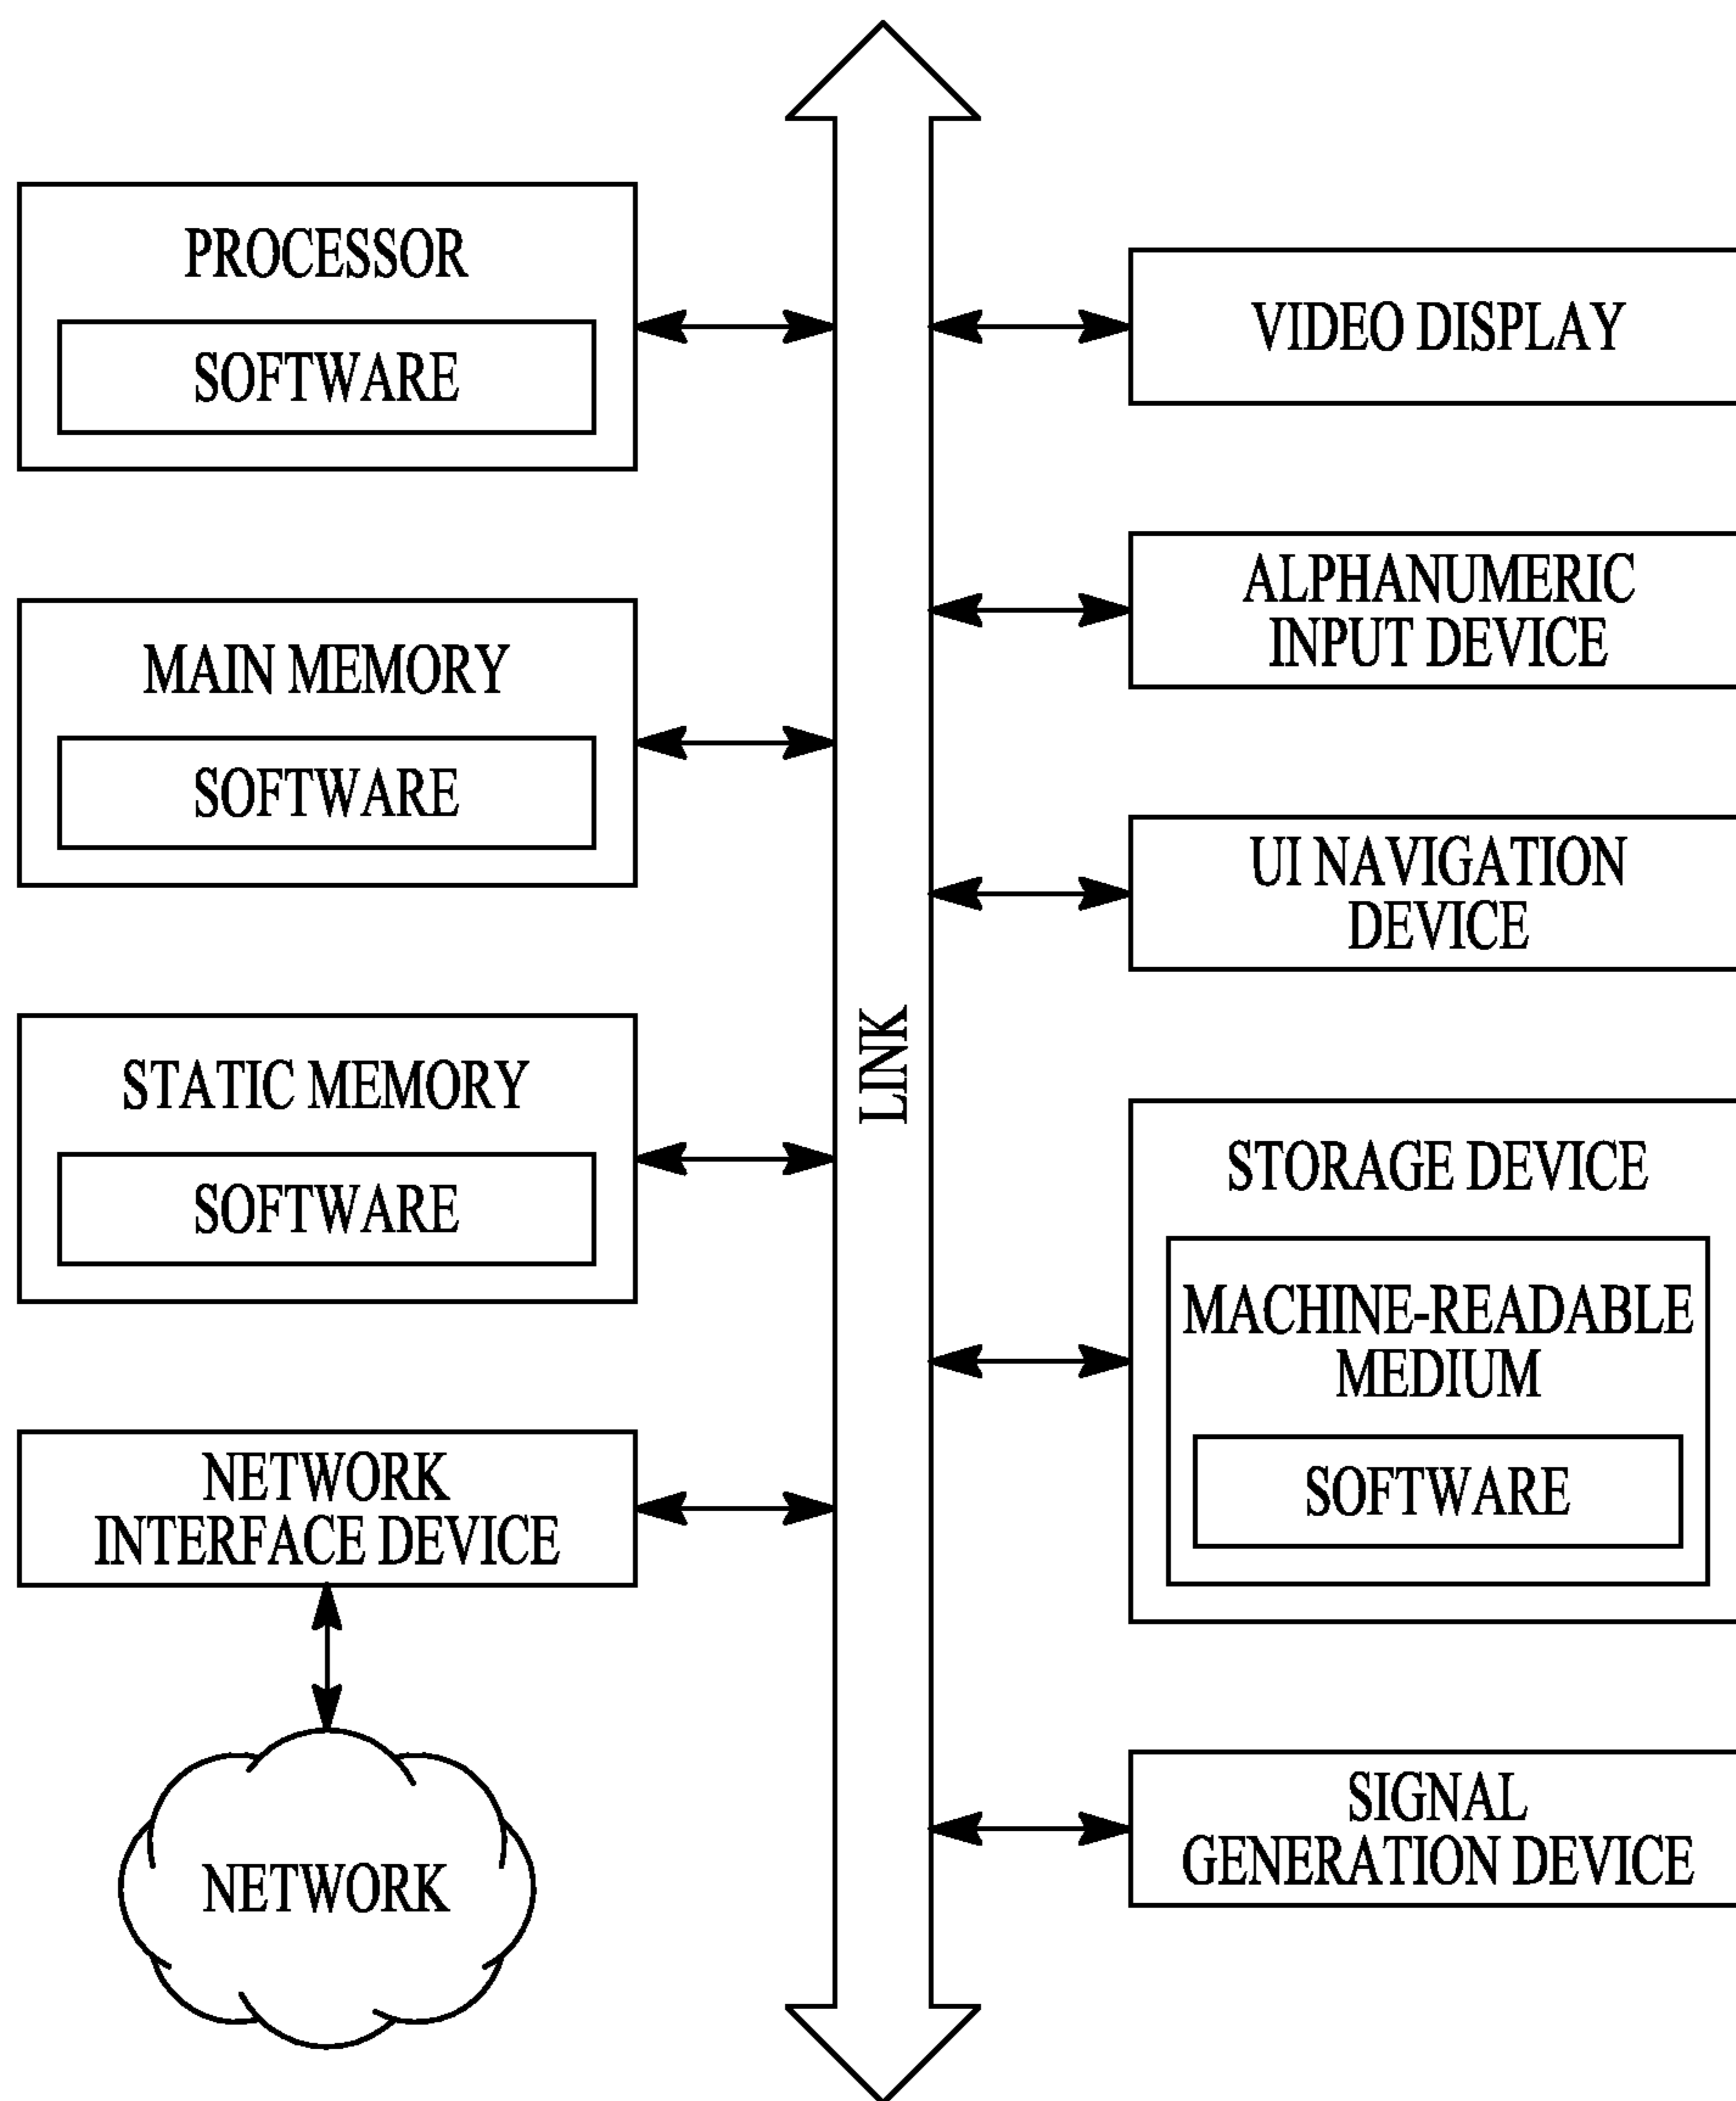 PROCESSOR
SOFTWARE
MAIN MEMORY
SOFTWARE
STATIC MEMORY
SOFTWARE
NETWORK
INTERFACE DEVICE
NETWORK
LINK
VIDEO DISPLAY
ALPHANUMERIC
INPUT DEVICE
UI NAVIGATION
DEVICE
STORAGE DEVICE
MACHINE-READABLE
MEDIUM
SOFTWARE
SIGNAL
GENERATION DEVICE